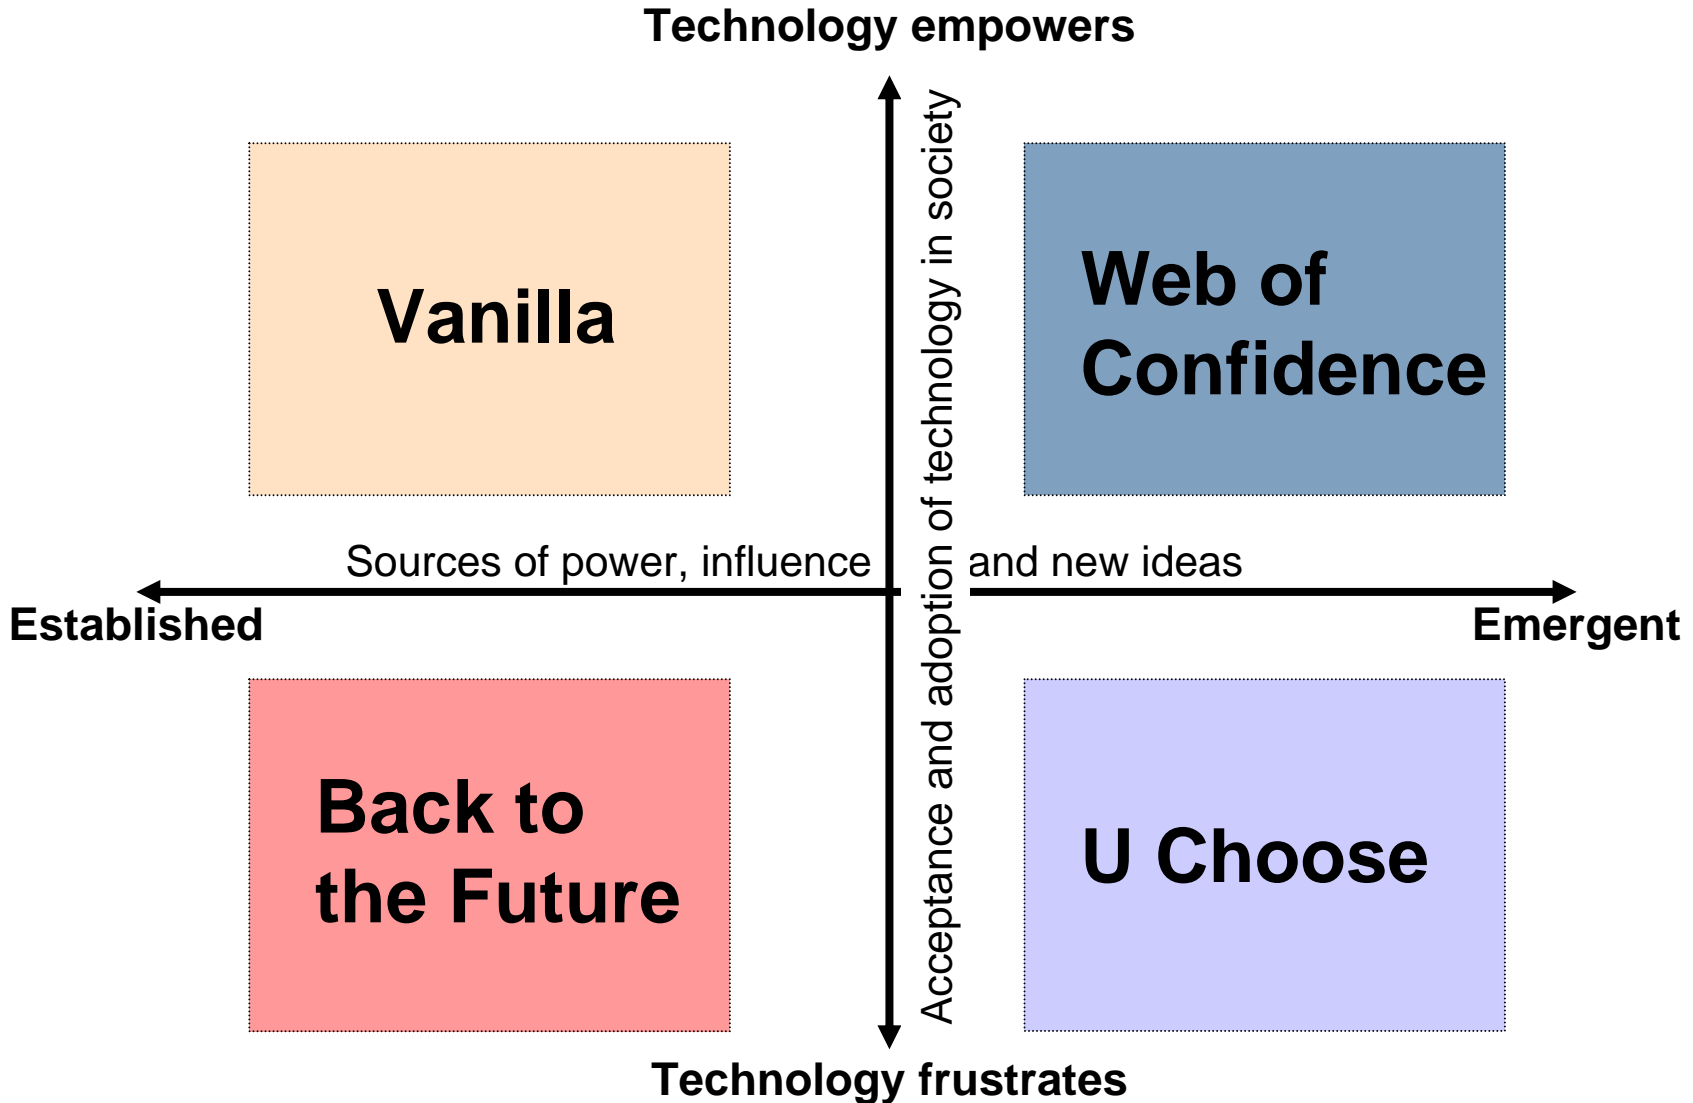 Technology empowers
Vanilla
Web of
Confidence
Acceptance and adoption of technology in society
Sources of power, influence and new ideas
Established
Emergent
Back to
the Future
U Choose
Technology frustrates